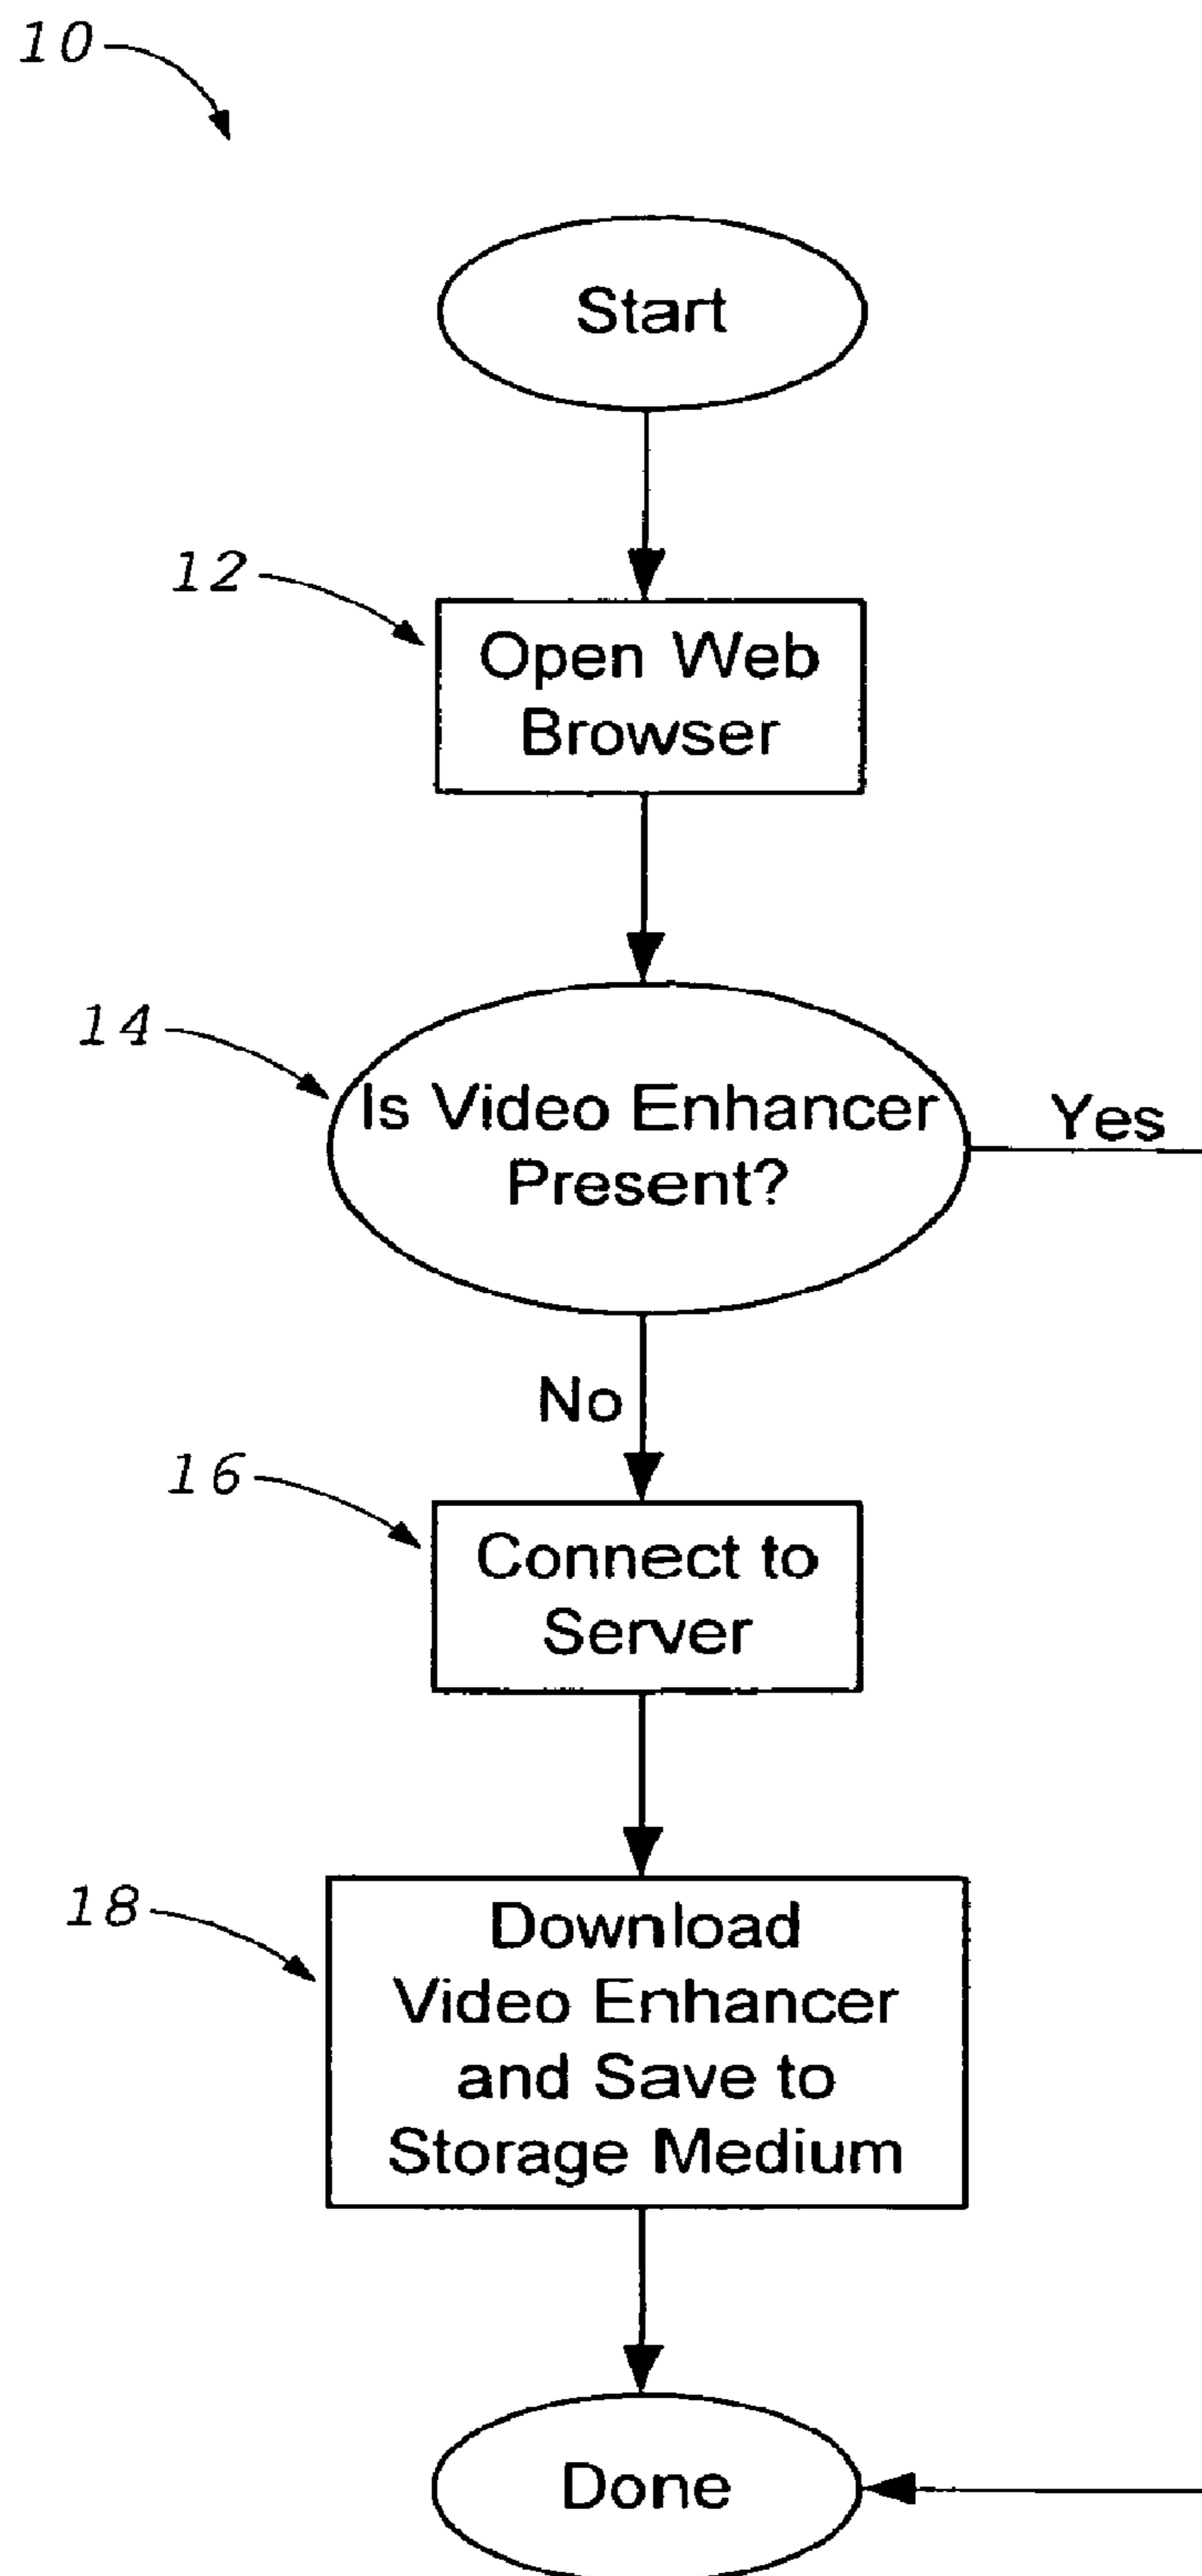 10
Start
12
Open Web
Browser
14
Is Video Enhancer
Present?
Yes
No
16
Connect to
Server
18
Download
Video Enhancer
and Save to
Storage Medium
Done